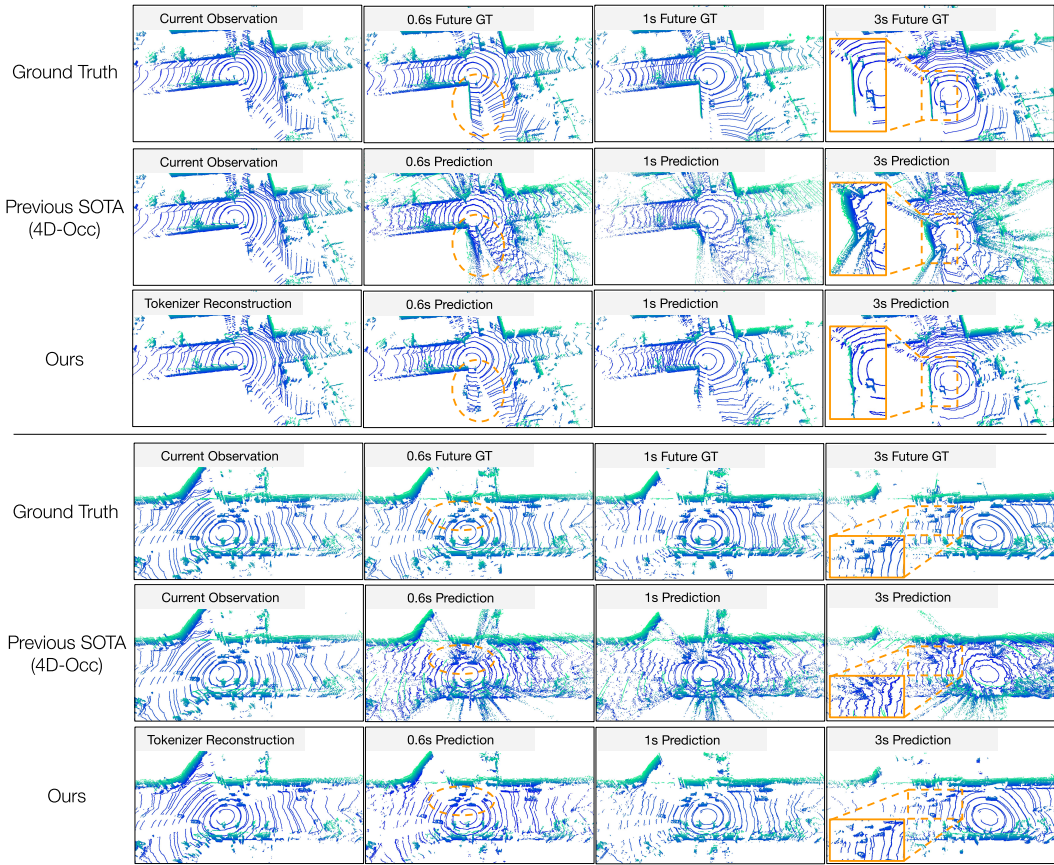 Current Observation
0.6s Future GT
1s Future GT
3s Future GT
Ground Truth
Current Observation
0.6s Prediction
1s Prediction
3s Prediction
Previous SOTA
(4D-Occ)
Tokenizer Reconstruction
0.6s Prediction
1s Prediction
3s Prediction
Ours
Current Observation
0.6s Future GT
1s Future GT
3s Future GT
Ground Truth
Current Observation
0.6s Prediction
1s Prediction
3s Prediction
Previous SOTA
(4D-Occ)
Tokenizer Reconstruction
0.6s Prediction
1s Prediction
3s Prediction
Ours